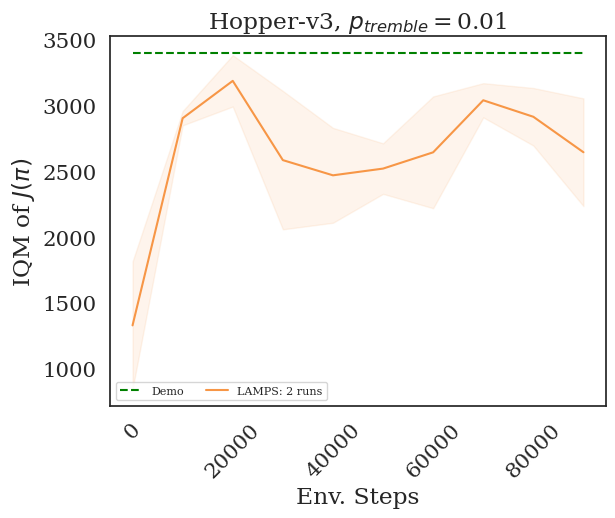 Hopper-v3, $p_{tremble} = 0.01$
IQM of $J(\pi)$
3500
3000
2500
2000
1500
1000
Demo
LAMPS: 2 runs
0
20000
40000
60000
80000
Env. Steps